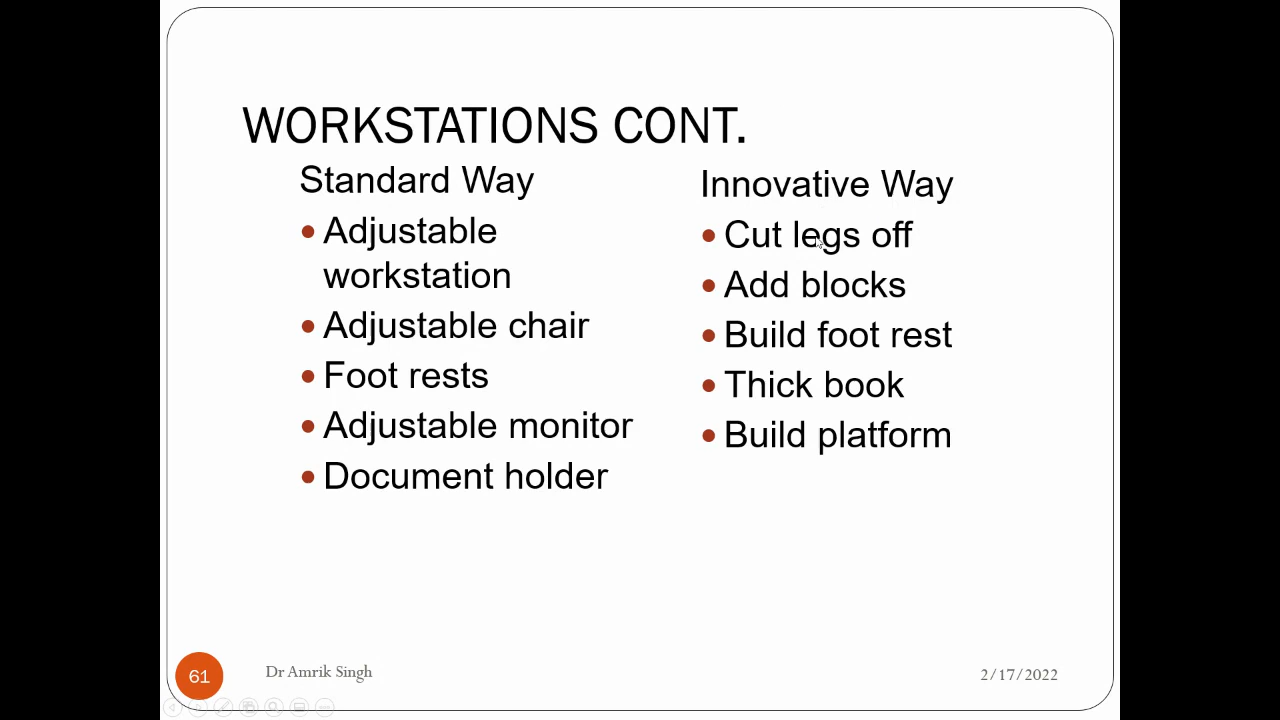 WORKSTATIONS CONT.
Standard Way
• Adjustable
workstation
• Adjustable chair
• Foot rests
• Adjustable monitor
• Document holder
Innovative Way
• Cut legs off
• Add blocks
• Build foot rest
• Thick book
• Build platform
61
Dr Amrik Singh
2/17/2022